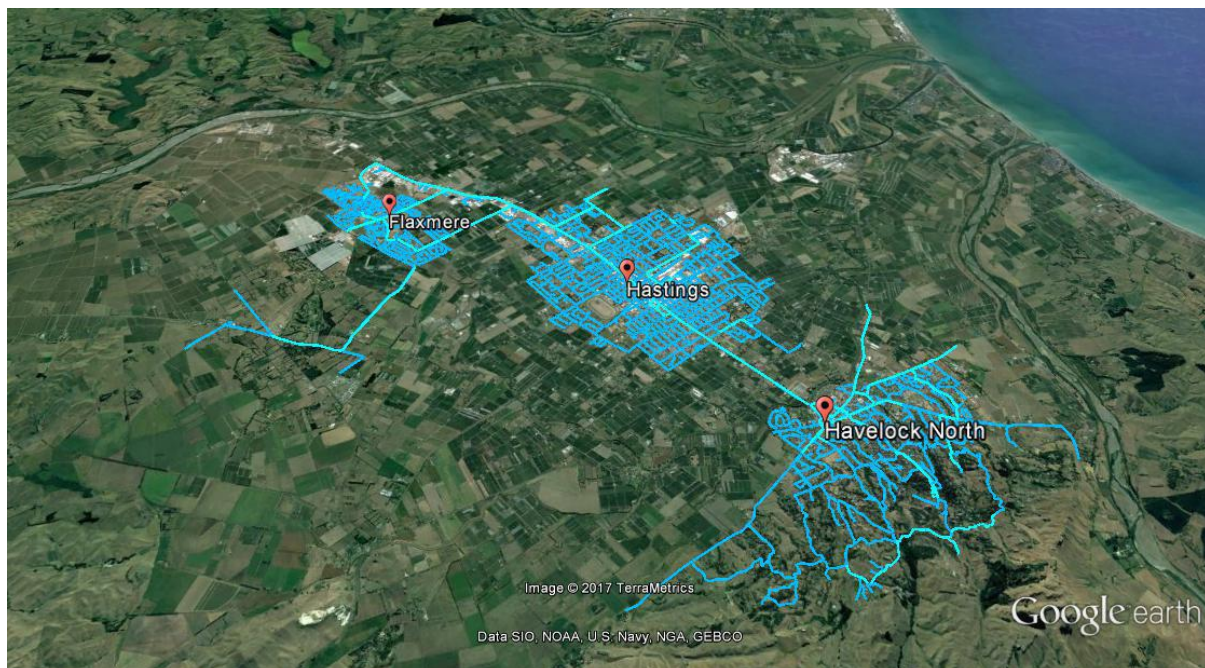 Flaxmere
Hastings
Havelock North
Image © 2017 TerraMetrics
Data SIO, NOAA, U.S. Navy, NGA, GEBCO
Google earth